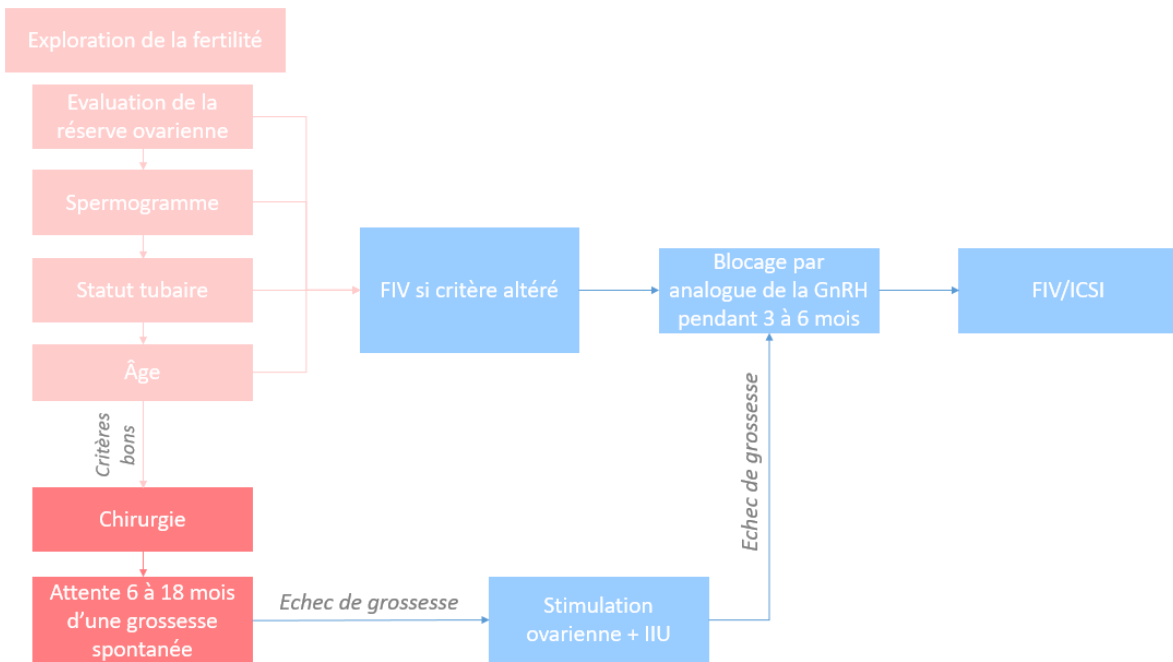 Exploration de la fertilité
Evaluation de la
réserve ovarienne
Spermogramme
Statut tubaire
Âge
Critères
bons
Chirurgie
Attente 6 à 18 mois
d'une grossesse
spontanée
FIV si critère altéré
Blocage par
analogue de la GnRH
pendant 3 à 6 mois
FIV/ICSI
Echec de grossesse
Stimulation
ovarienne + IIU
Echec de grossesse